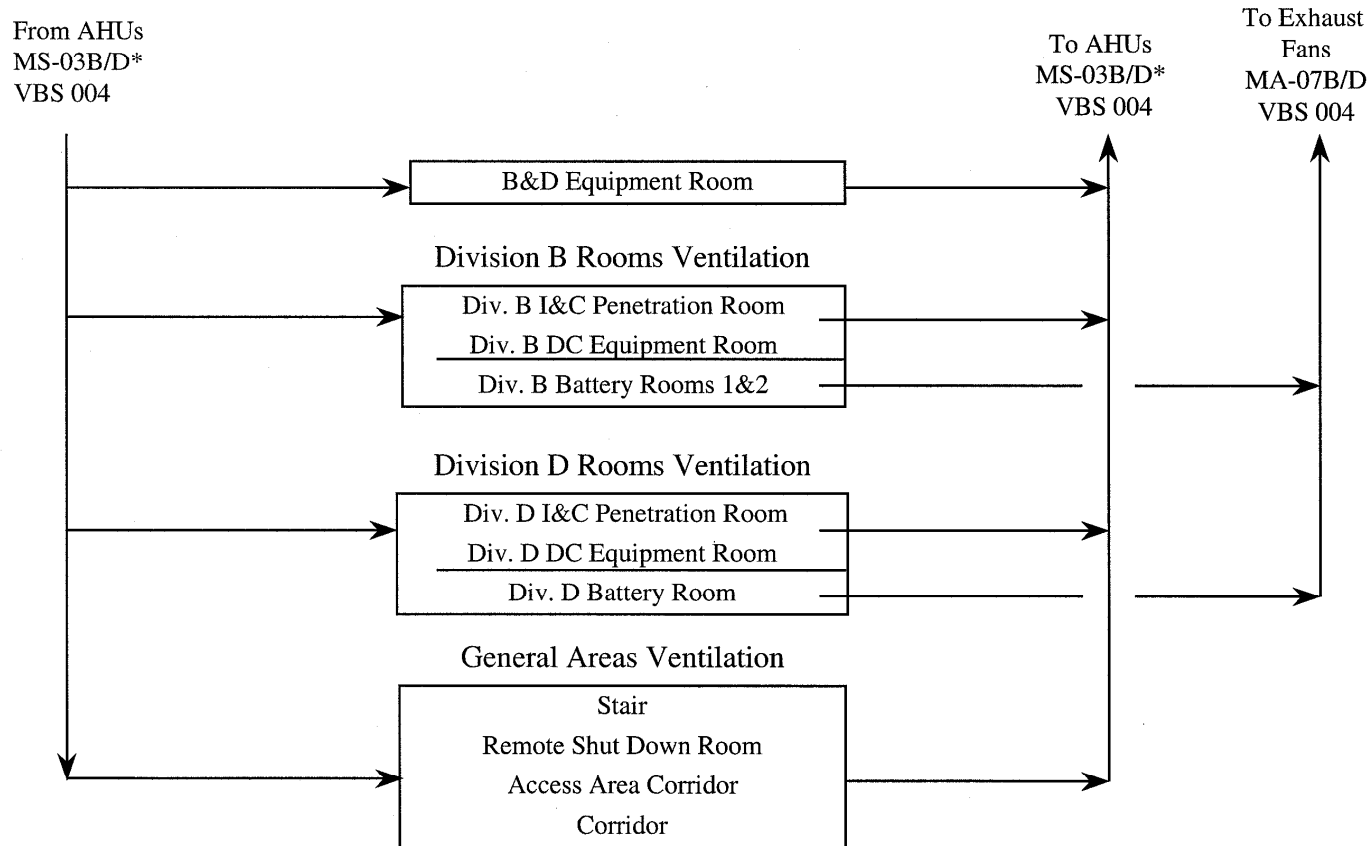 From AHUs
MS-03B/D*
VBS 004
To AHUs
MS-03B/D*
VBS 004
To Exhaust
Fans
MA-07B/D
VBS 004
B&D Equipment Room
Division B Rooms Ventilation
Div. B I&C Penetration Room
Div. B DC Equipment Room
Div. B Battery Rooms 1&2
Division D Rooms Ventilation
Div. D I&C Penetration Room
Div. D DC Equipment Room
Div. D Battery Room
General Areas Ventilation
Stair
Remote Shut Down Room
Access Area Corridor
Corridor